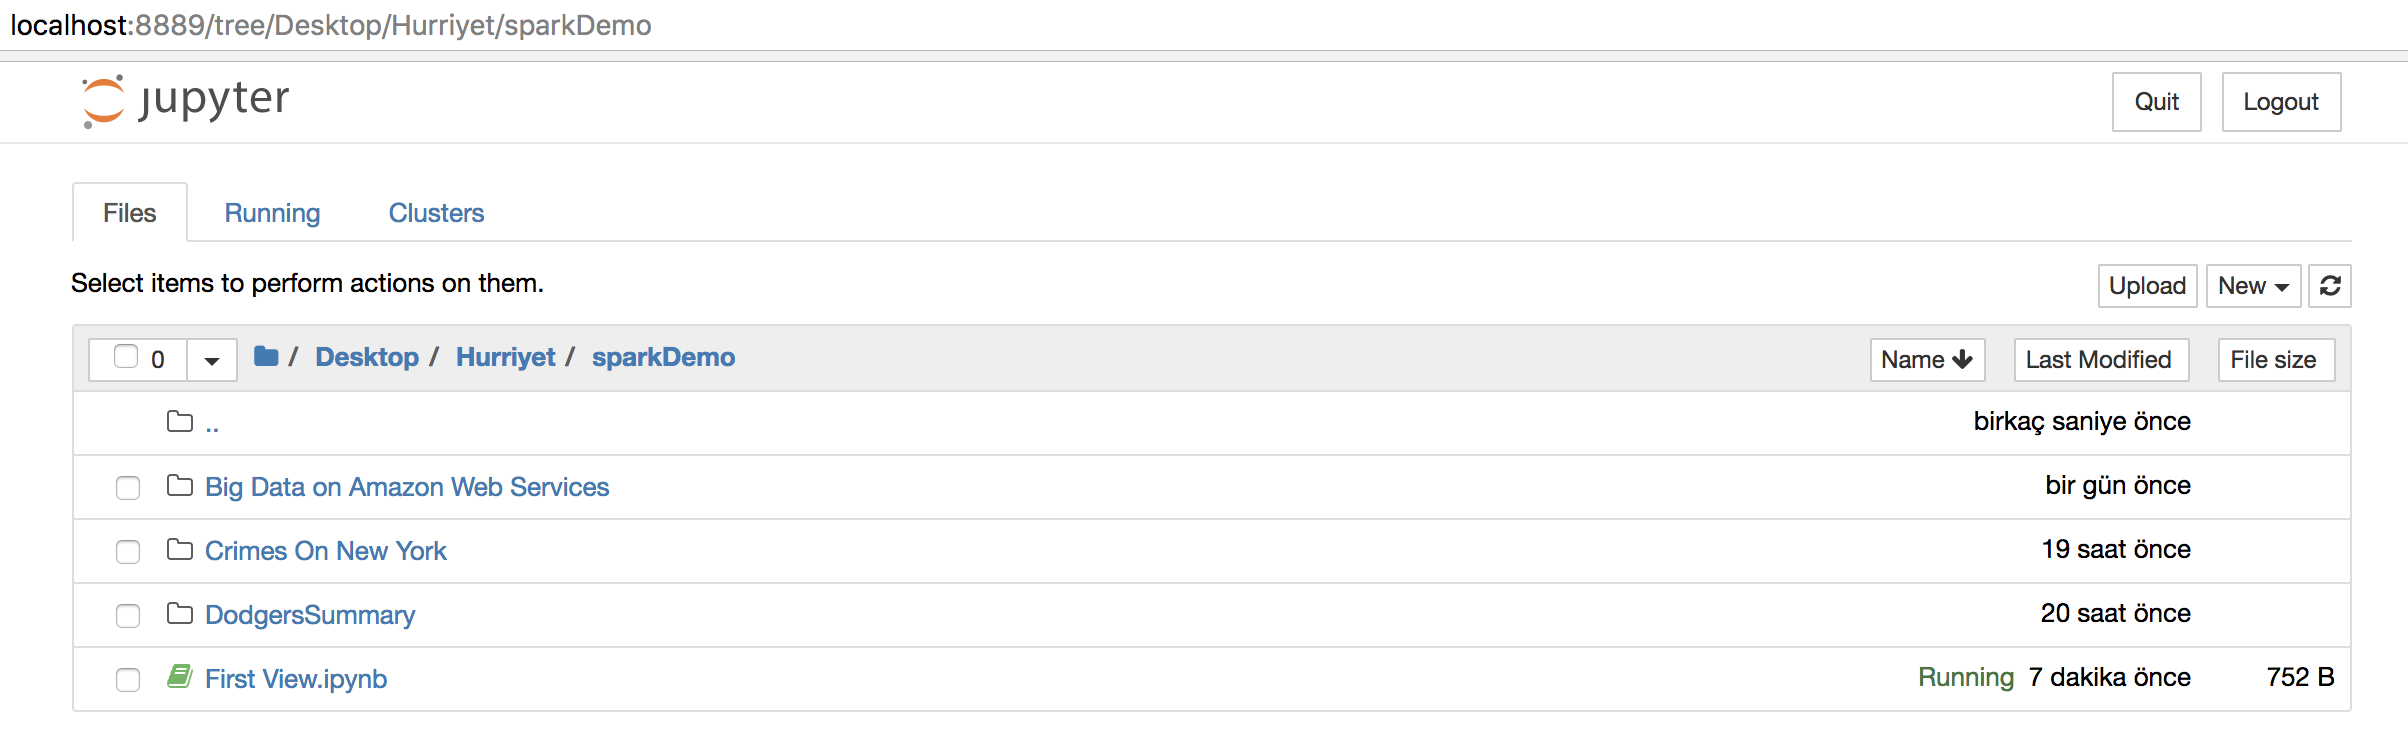 localhost:8889/tree/Desktop/Hurriyet/sparkDemo
jupyter
Quit Logout
Files Running Clusters
Select items to perform actions on them.
Upload New
0 / Desktop / Hurriyet / sparkDemo Name Last Modified File size
.. birkaç saniye önce
Big Data on Amazon Web Services bir gün önce
Crimes On New York 19 saat önce
DodgersSummary 20 saat önce
First View.ipynb Running 7 dakika önce 752 B